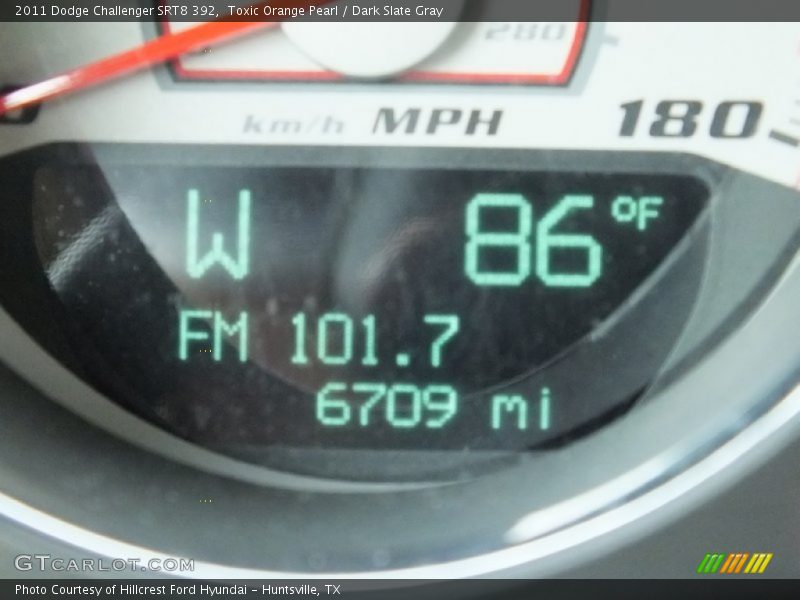 2011 Dodge Challenger SRT8 392,  Toxic Orange Pearl / Dark Slate Gray
280
km/h MPH 180
W 86 °F
FM 101.7
6709 mi
GTCARLOT.COM
Photo Courtesy of Hillcrest Ford Hyundai - Huntsville, TX